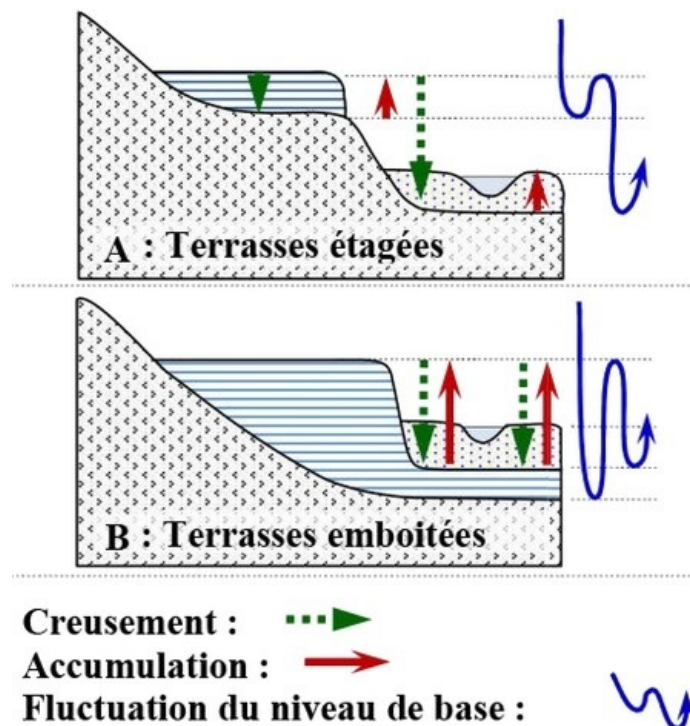 A : Terrasses étagées
B : Terrasses emboitées
Creusement :
Accumulation :
Fluctuation du niveau de base :